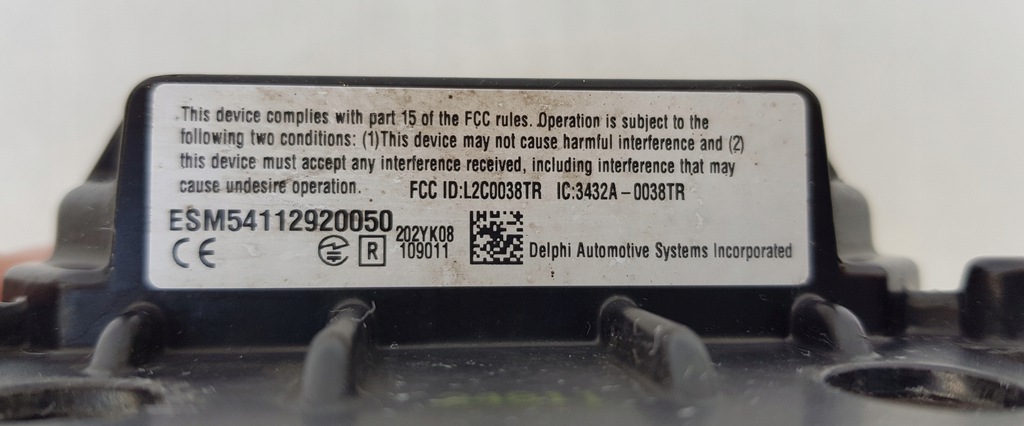 This device complies with part 15 of the FCC rules. Operation is subject to the
following two conditions: (1)This device may not cause harmful interference and (2)
this device must accept any interference received, including interference that may
cause undesire operation. FCC ID:L2C0038TR IC:3432A-0038TR
ESM54112920050 202YK08
CE R 109011 Delphi Automotive Systems Incorporated